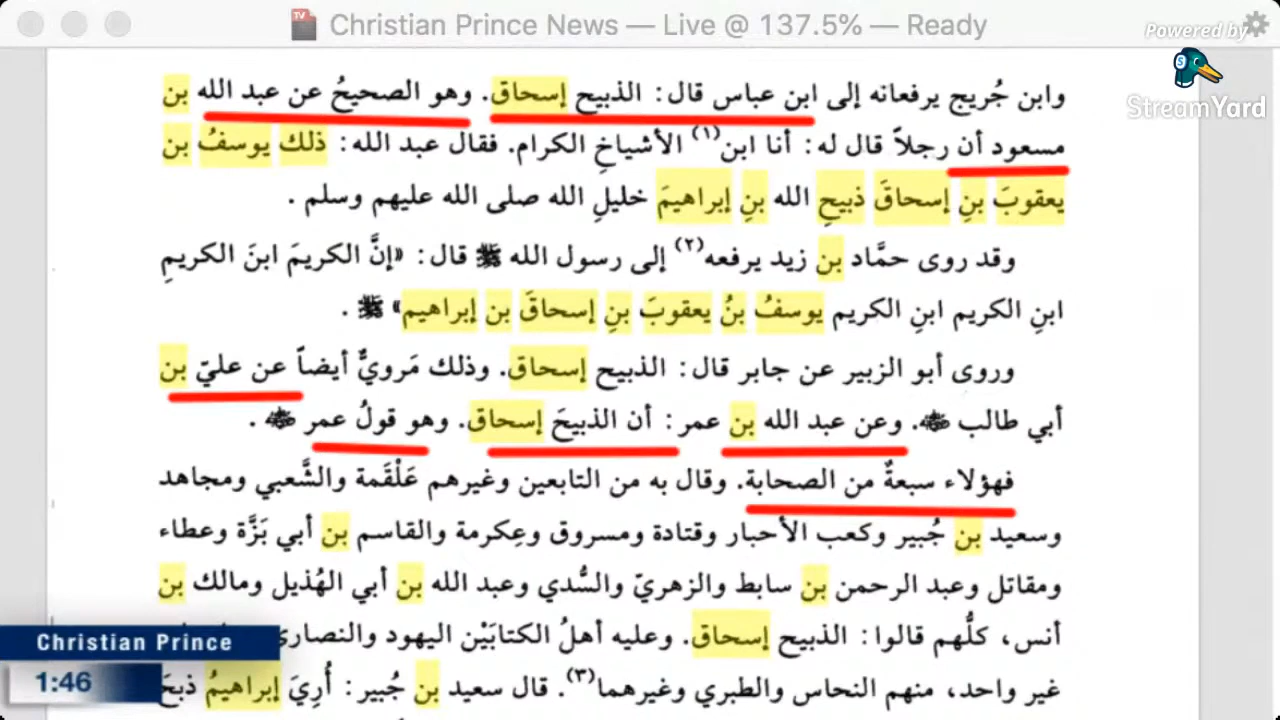 Christian Prince News — Live @ 137.5% — Ready
Powered by
StreamYard
وابن جُريج يرفعانه إلى ابن عباس قال: الذبيح إسحاق. وهو الصحيحُ عن عبد الله بن
مسعود أن رجلاً قال له: أنا ابن(١) الأشياخِ الكرام. فقال عبد الله: ذلك يوسفُ بن
يعقوبَ بنِ إسحاقَ ذبيحِ الله بنِ إبراهيمَ خليلِ الله صلى الله عليهم وسلم.
وقد روى حمَّاد بن زيد يرفعه(٢) إلى رسول الله ﷺ قال: «إنَّ الكريمَ ابنَ الكريمِ
ابنِ الكريم ابنِ الكريم يوسفُ بنُ يعقوبَ بنِ إسحاقَ بن إبراهيم» ﷺ.
وروى أبو الزبير عن جابر قال: الذبيح إسحاق. وذلك مَرويٌّ أيضاً عن عليّ بن
أبي طالب. وعن عبد الله بن عمر: أن الذبيحَ إسحاق. وهو قولُ عمر.
فهؤلاء سبعةٌ من الصحابة. وقال به من التابعين وغيرهم عَلْقَمة والشَّعبي ومجاهد
وسعيد بن جُبير وكعب الأحبار وقتادة ومسروق وعِكرمة والقاسم بن أبي بَزَّة وعطاء
ومقاتل وعبد الرحمن بن سابط والزهريّ والسُّدي وعبد الله بن أبي الهُذيل ومالك بن
أنس، كلُّهم قالوا: الذبيح إسحاق. وعليه أهلُ الكتابَيْن اليهود والنصارى
غير واحد، منهم النحاس والطبري وغيرهما(٣). قال سعيد بن جُبير: أُرِيَ إبراهيمُ ذبحَ
Christian Prince
1:46